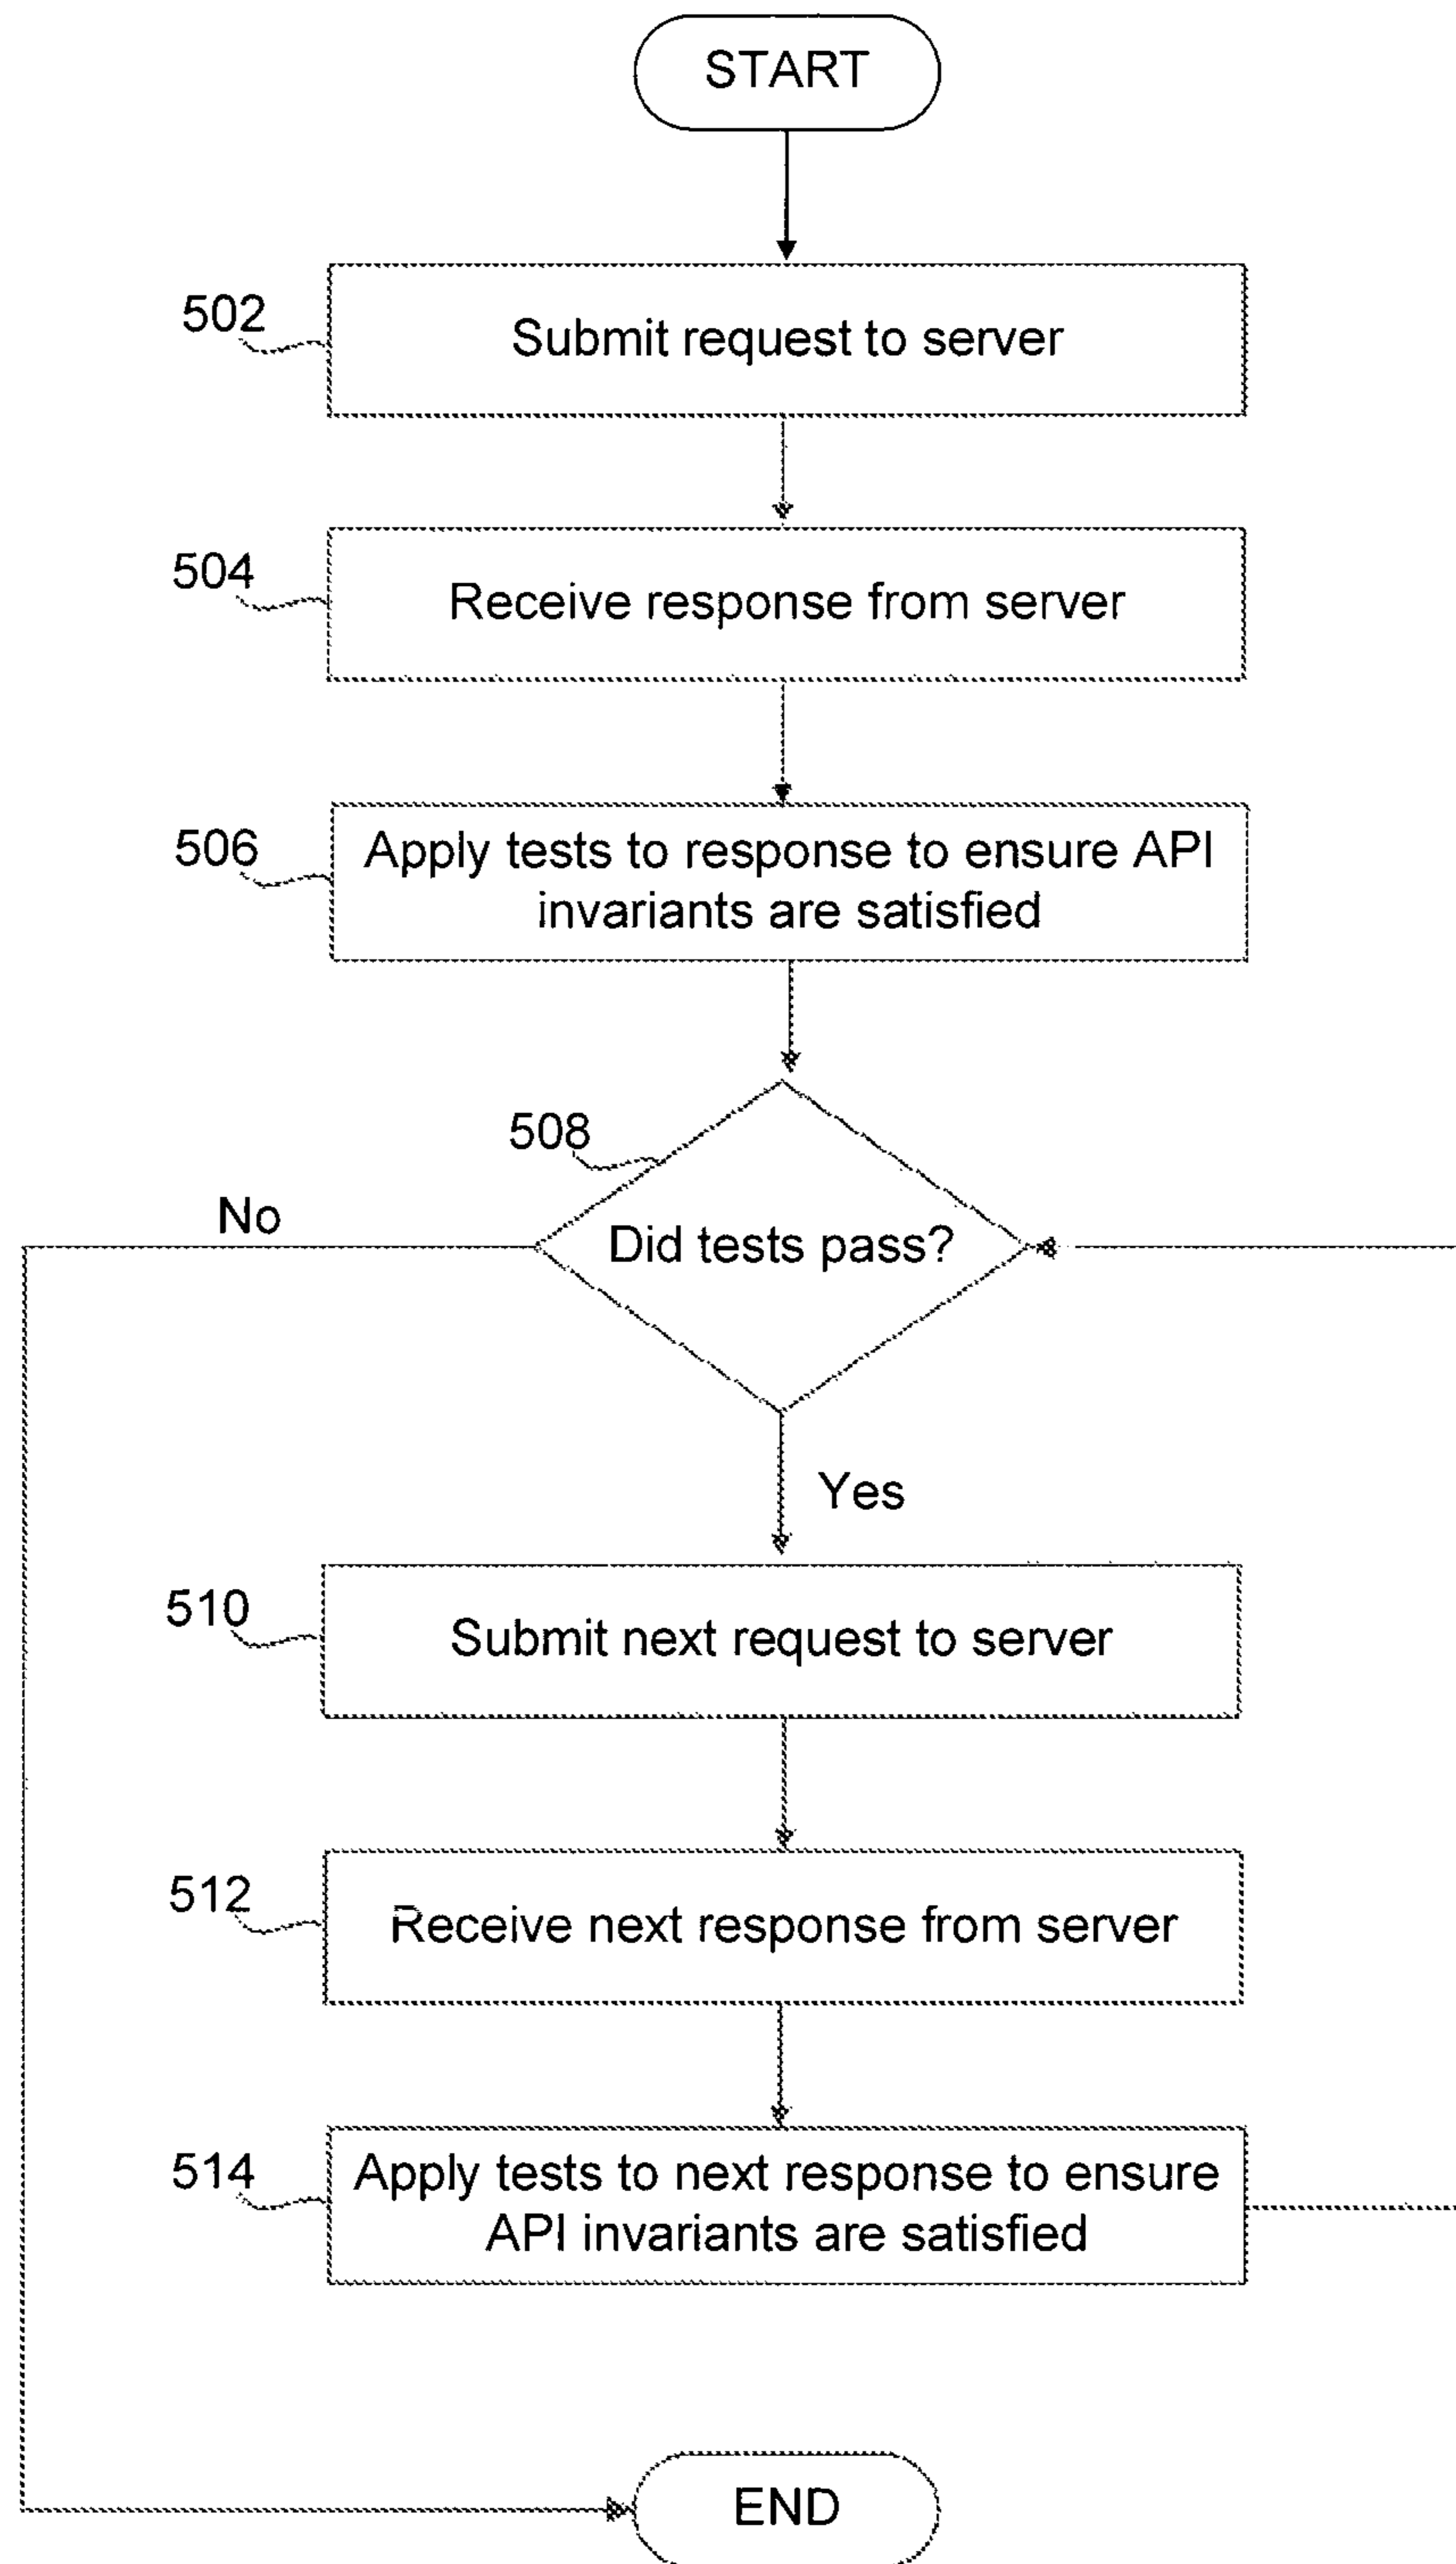 START
502
Submit request to server
504
Receive response from server
506
Apply tests to response to ensure API
invariants are satisfied
508
No
Did tests pass?
Yes
510
Submit next request to server
512
Receive next response from server
514
Apply tests to next response to ensure
API invariants are satisfied
END